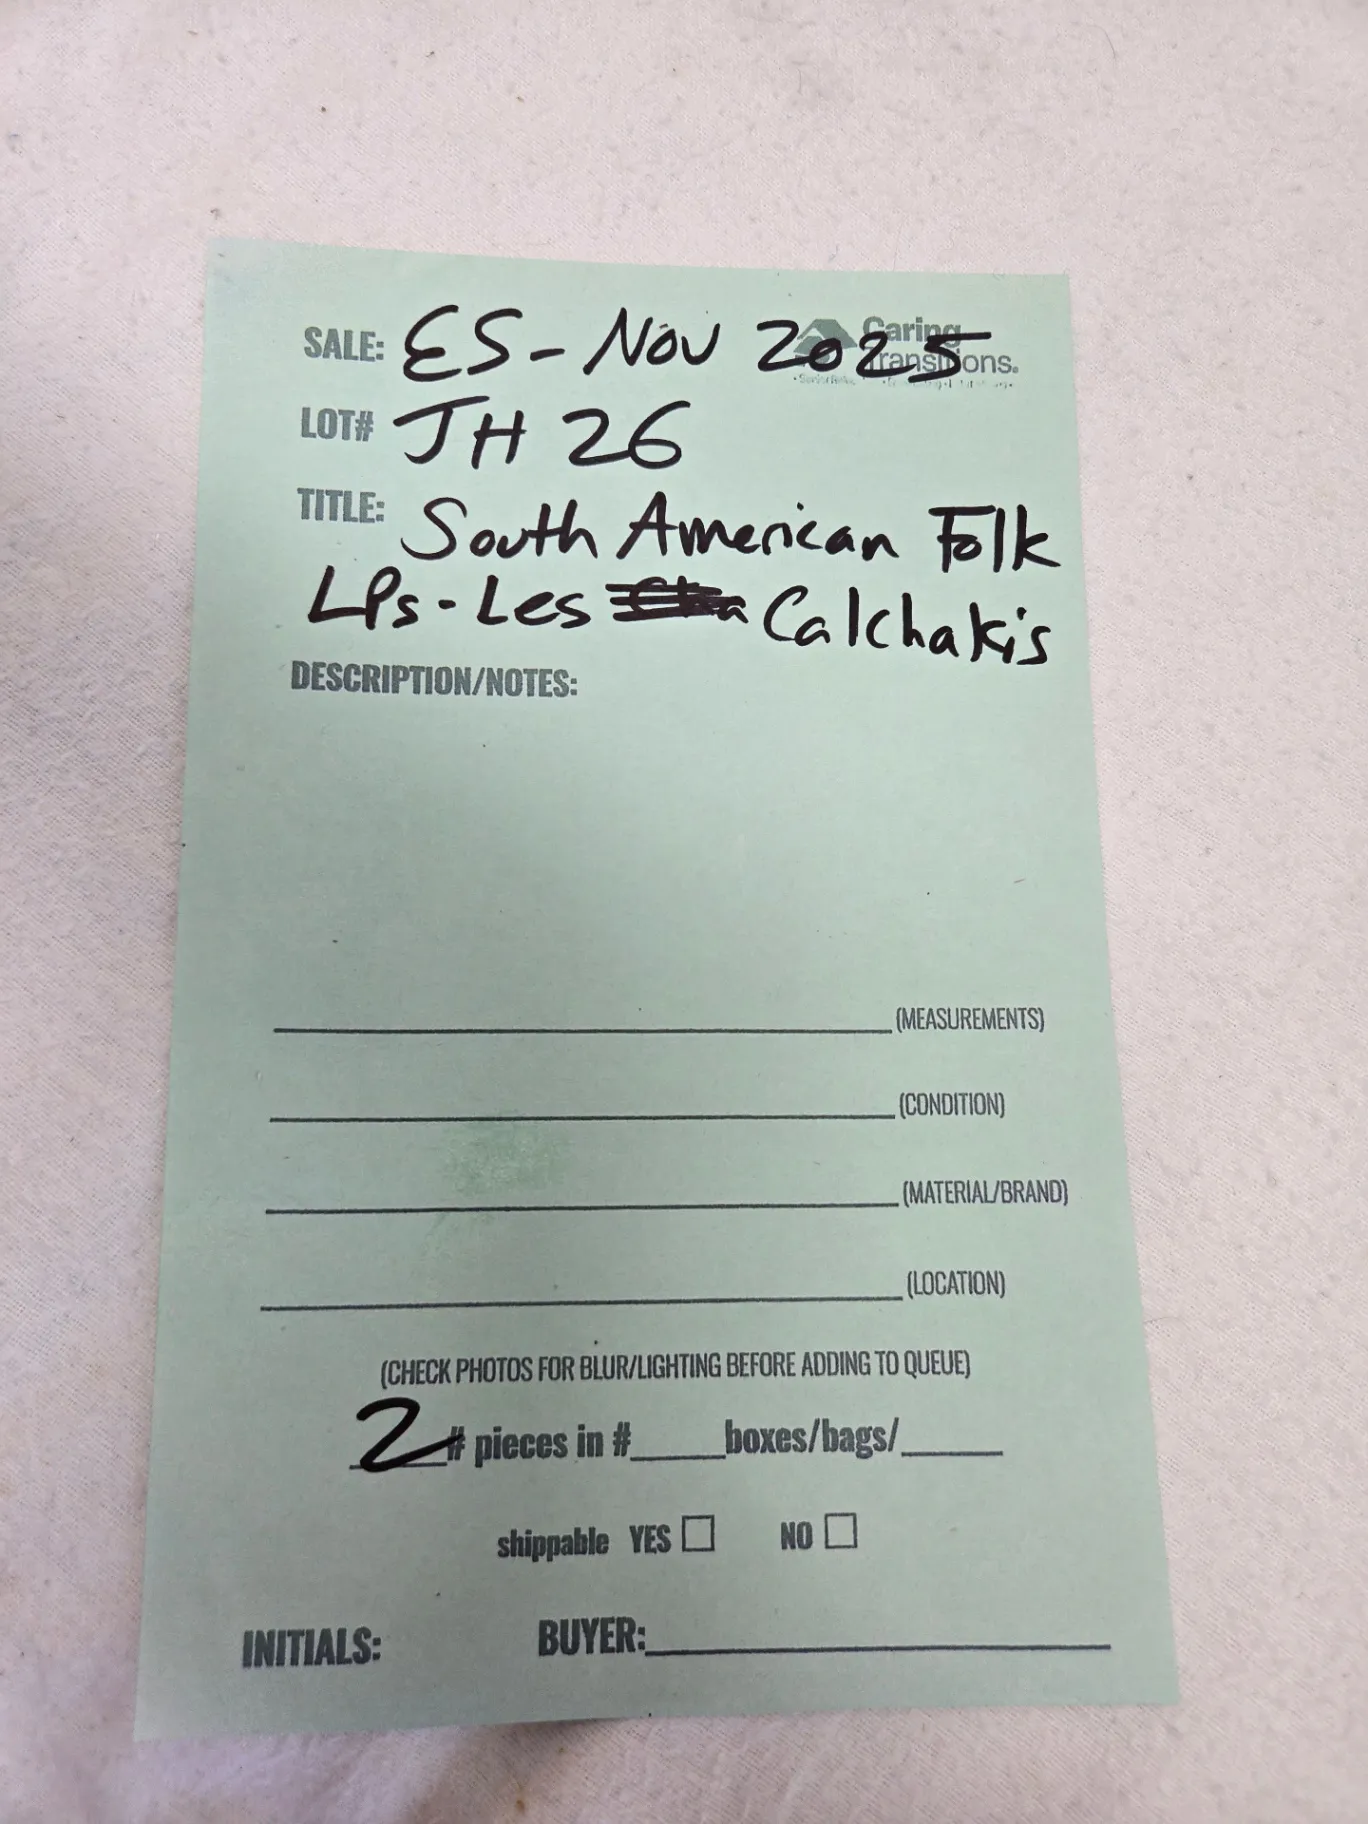 SALE: ES - Nov 2025
Caring
Transitions.
LOT# JH 26
TITLE: South American Folk
LPs - Les Calchakis
DESCRIPTION/NOTES:
(MEASUREMENTS)
(CONDITION)
(MATERIAL/BRAND)
(LOCATION)
(CHECK PHOTOS FOR BLUR/LIGHTING BEFORE ADDING TO QUEUE)
2 # pieces in #_____boxes/bags/_____
shippable YES □ NO □
INITIALS: BUYER: